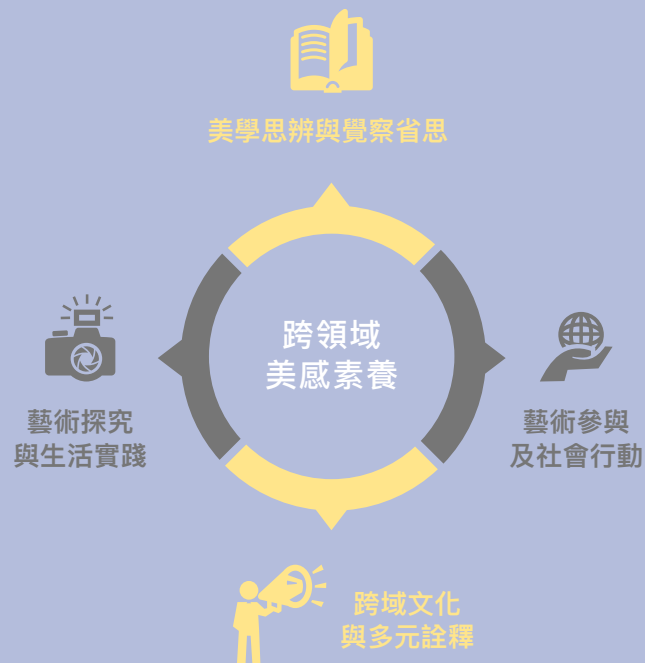 美學思辨與覺察省思
跨領域
美感素養
藝術探究
與生活實踐
藝術參與
及社會行動
跨域文化
與多元詮釋